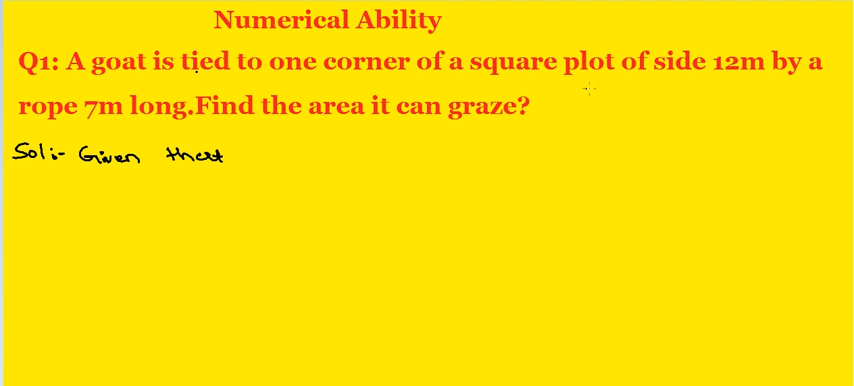 Numerical Ability
Q1: A goat is tied to one corner of a square plot of side 12m by a
rope 7m long.Find the area it can graze?
Sol:- Given that